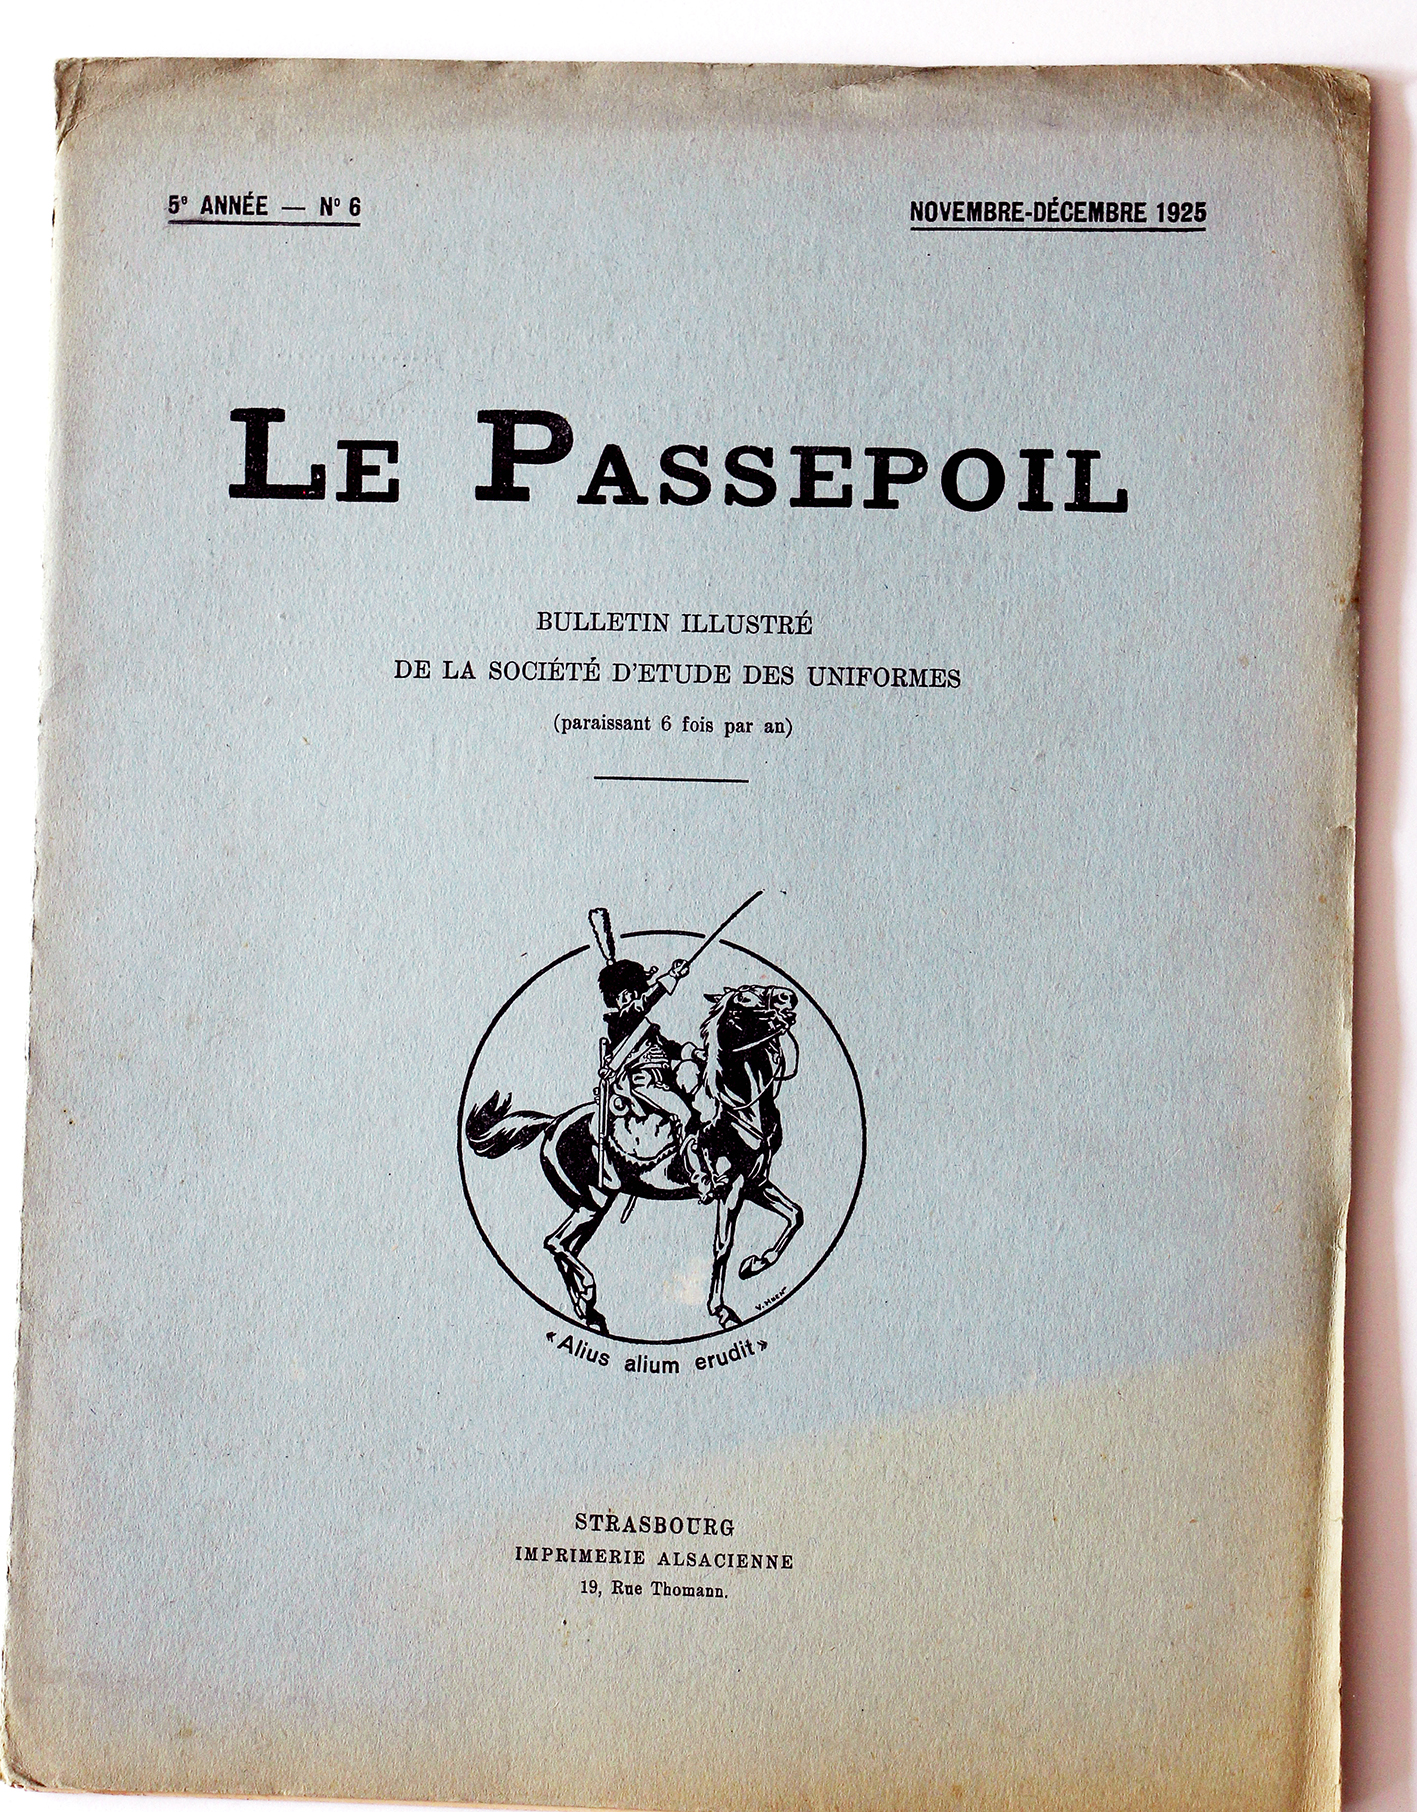 5e ANNÉE — No 6
NOVEMBRE-DÉCEMBRE 1925
LE PASSEPOIL
BULLETIN ILLUSTRÉ
DE LA SOCIÉTÉ D'ETUDE DES UNIFORMES
(paraissant 6 fois par an)
« Alius alium erudit »
STRASBOURG
IMPRIMERIE ALSACIENNE
19, Rue Thomann.